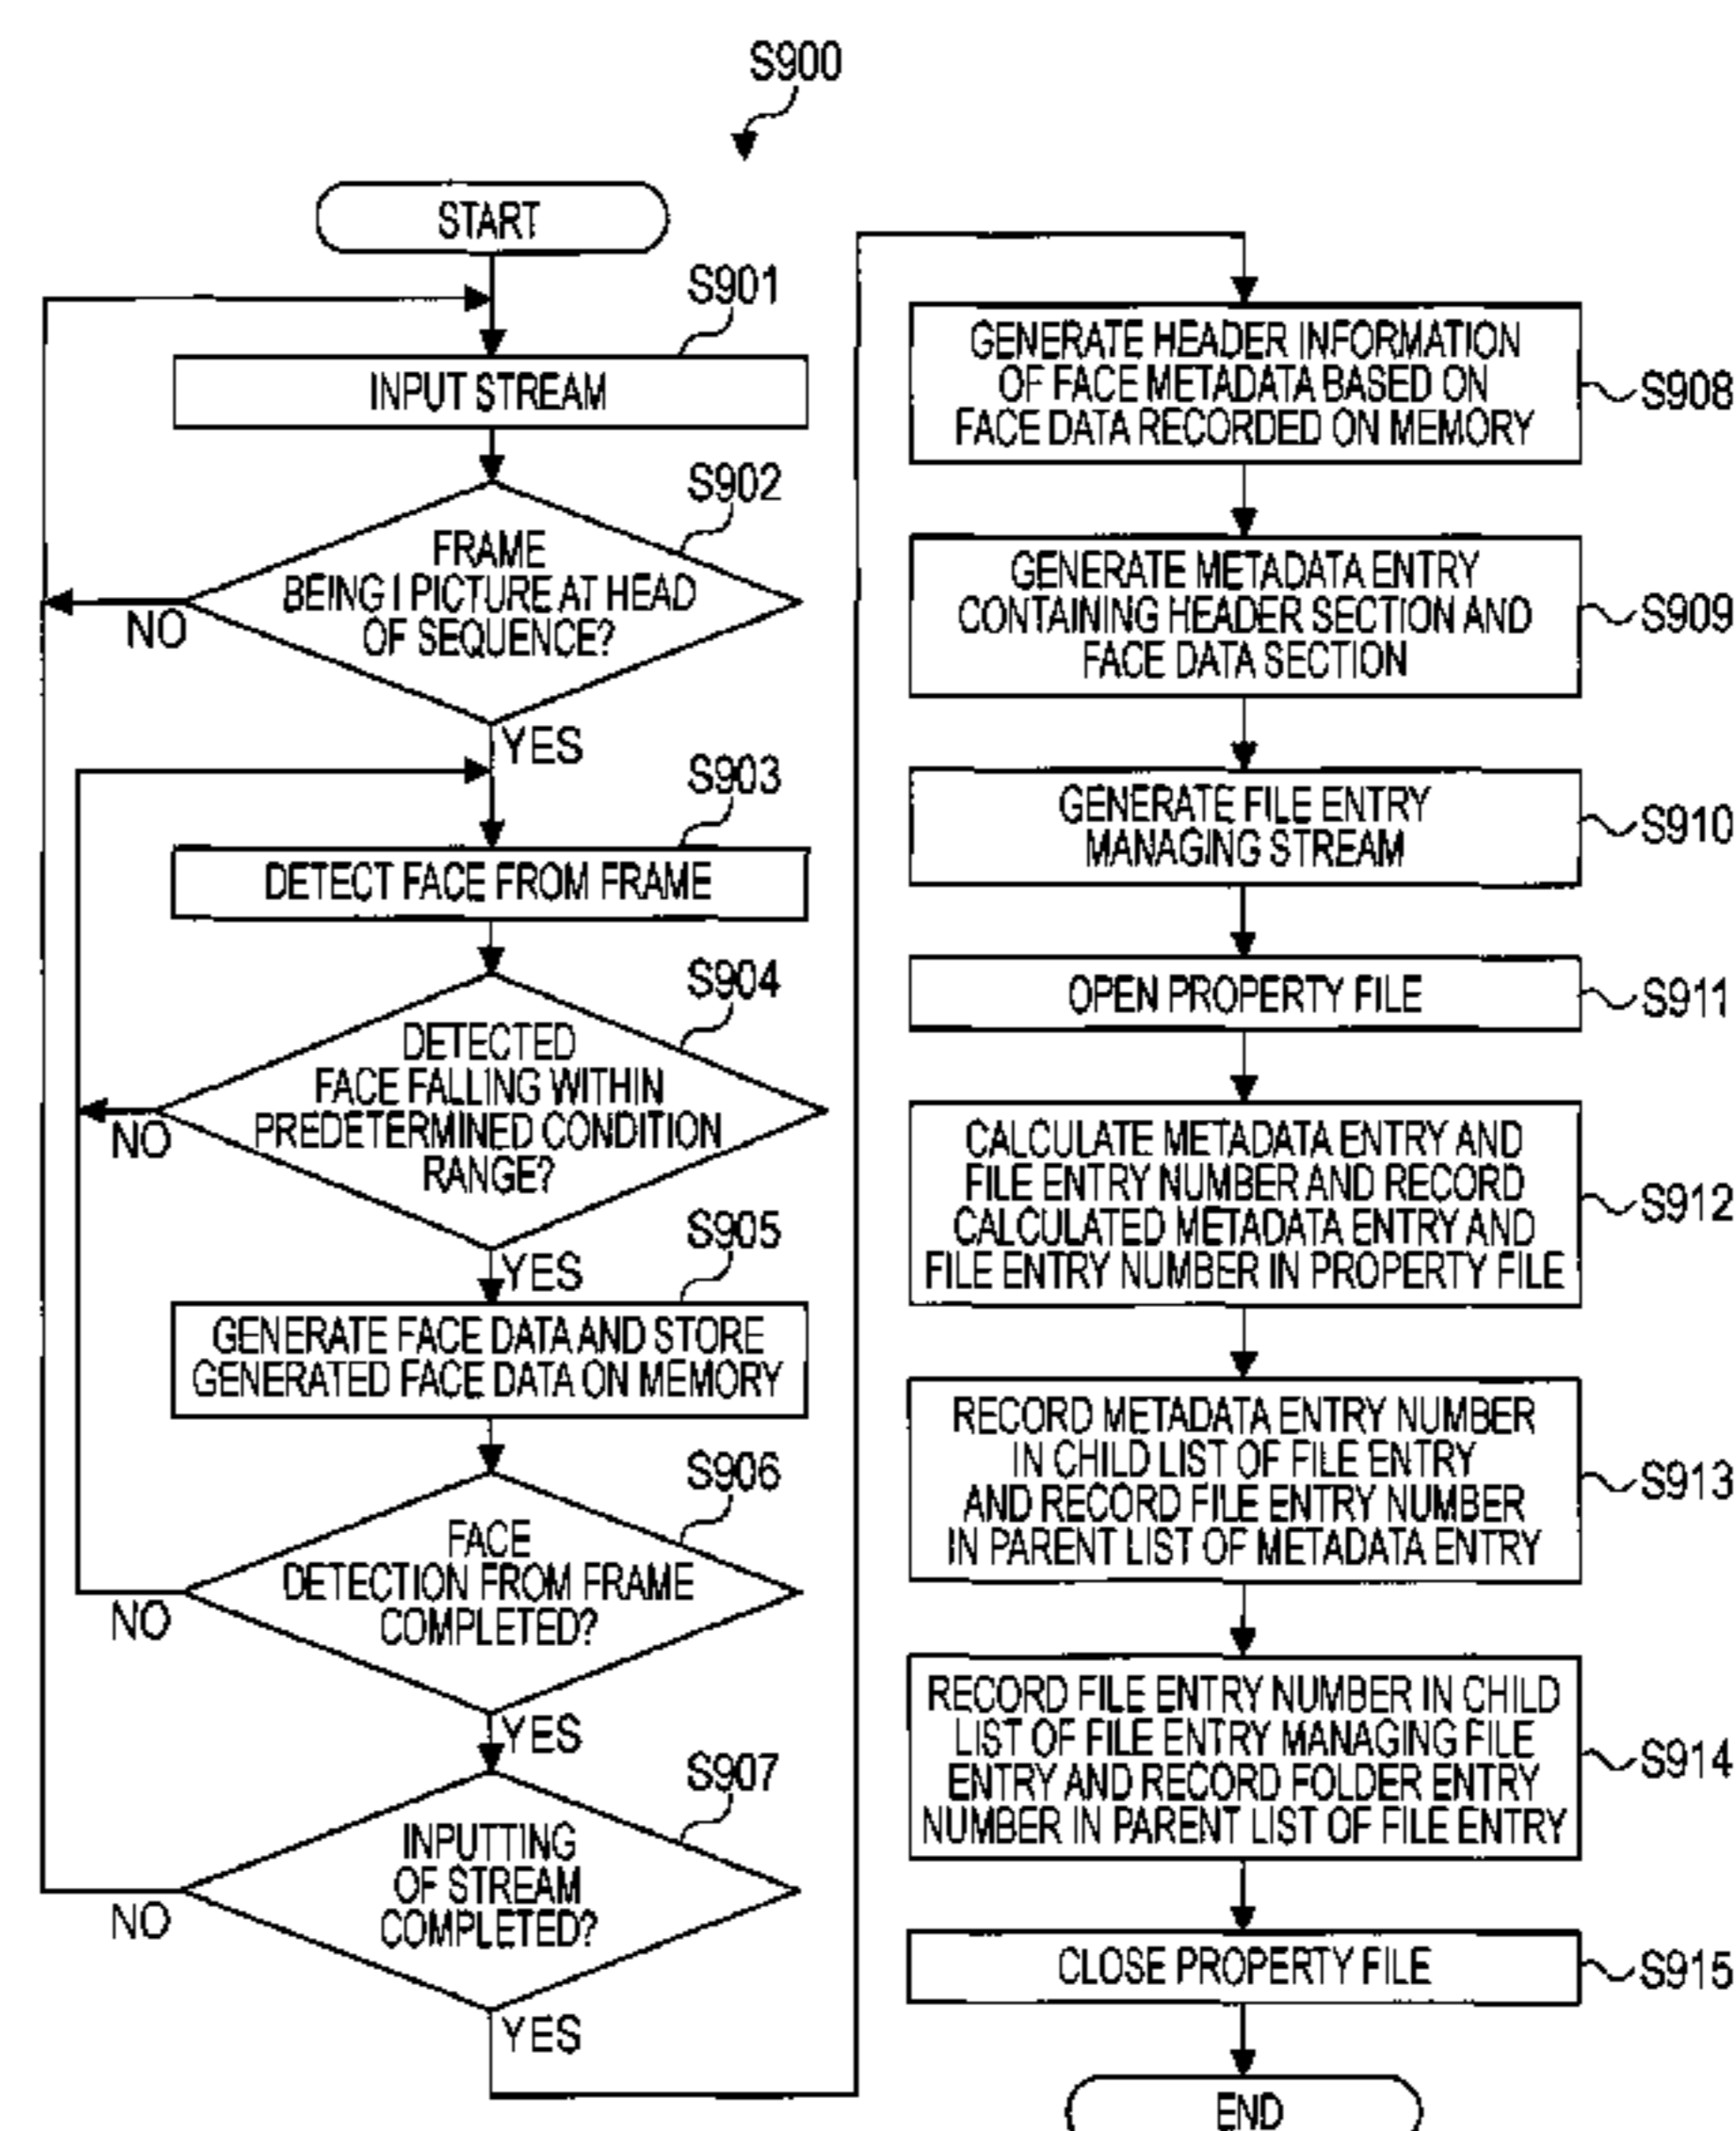 S900
START
S901
INPUT STREAM
S902
FRAME
BEING I PICTURE AT HEAD
OF SEQUENCE?
NO
YES
S903
DETECT FACE FROM FRAME
S904
DETECTED
FACE FALLING WITHIN
PREDETERMINED CONDITION
RANGE?
NO
YES
S905
GENERATE FACE DATA AND STORE
GENERATED FACE DATA ON MEMORY
S906
FACE
DETECTION FROM FRAME
COMPLETED?
NO
YES
S907
INPUTTING
OF STREAM
COMPLETED?
NO
YES
GENERATE HEADER INFORMATION
OF FACE METADATA BASED ON
FACE DATA RECORDED ON MEMORY
S908
GENERATE METADATA ENTRY
CONTAINING HEADER SECTION AND
FACE DATA SECTION
S909
GENERATE FILE ENTRY
MANAGING STREAM
S910
OPEN PROPERTY FILE
S911
CALCULATE METADATA ENTRY AND
FILE ENTRY NUMBER AND RECORD
CALCULATED METADATA ENTRY AND
FILE ENTRY NUMBER IN PROPERTY FILE
S912
RECORD METADATA ENTRY NUMBER
IN CHILD LIST OF FILE ENTRY
AND RECORD FILE ENTRY NUMBER
IN PARENT LIST OF METADATA ENTRY
S913
RECORD FILE ENTRY NUMBER IN CHILD
LIST OF FILE ENTRY MANAGING FILE
ENTRY AND RECORD FOLDER ENTRY
NUMBER IN PARENT LIST OF FILE ENTRY
S914
CLOSE PROPERTY FILE
S915
END